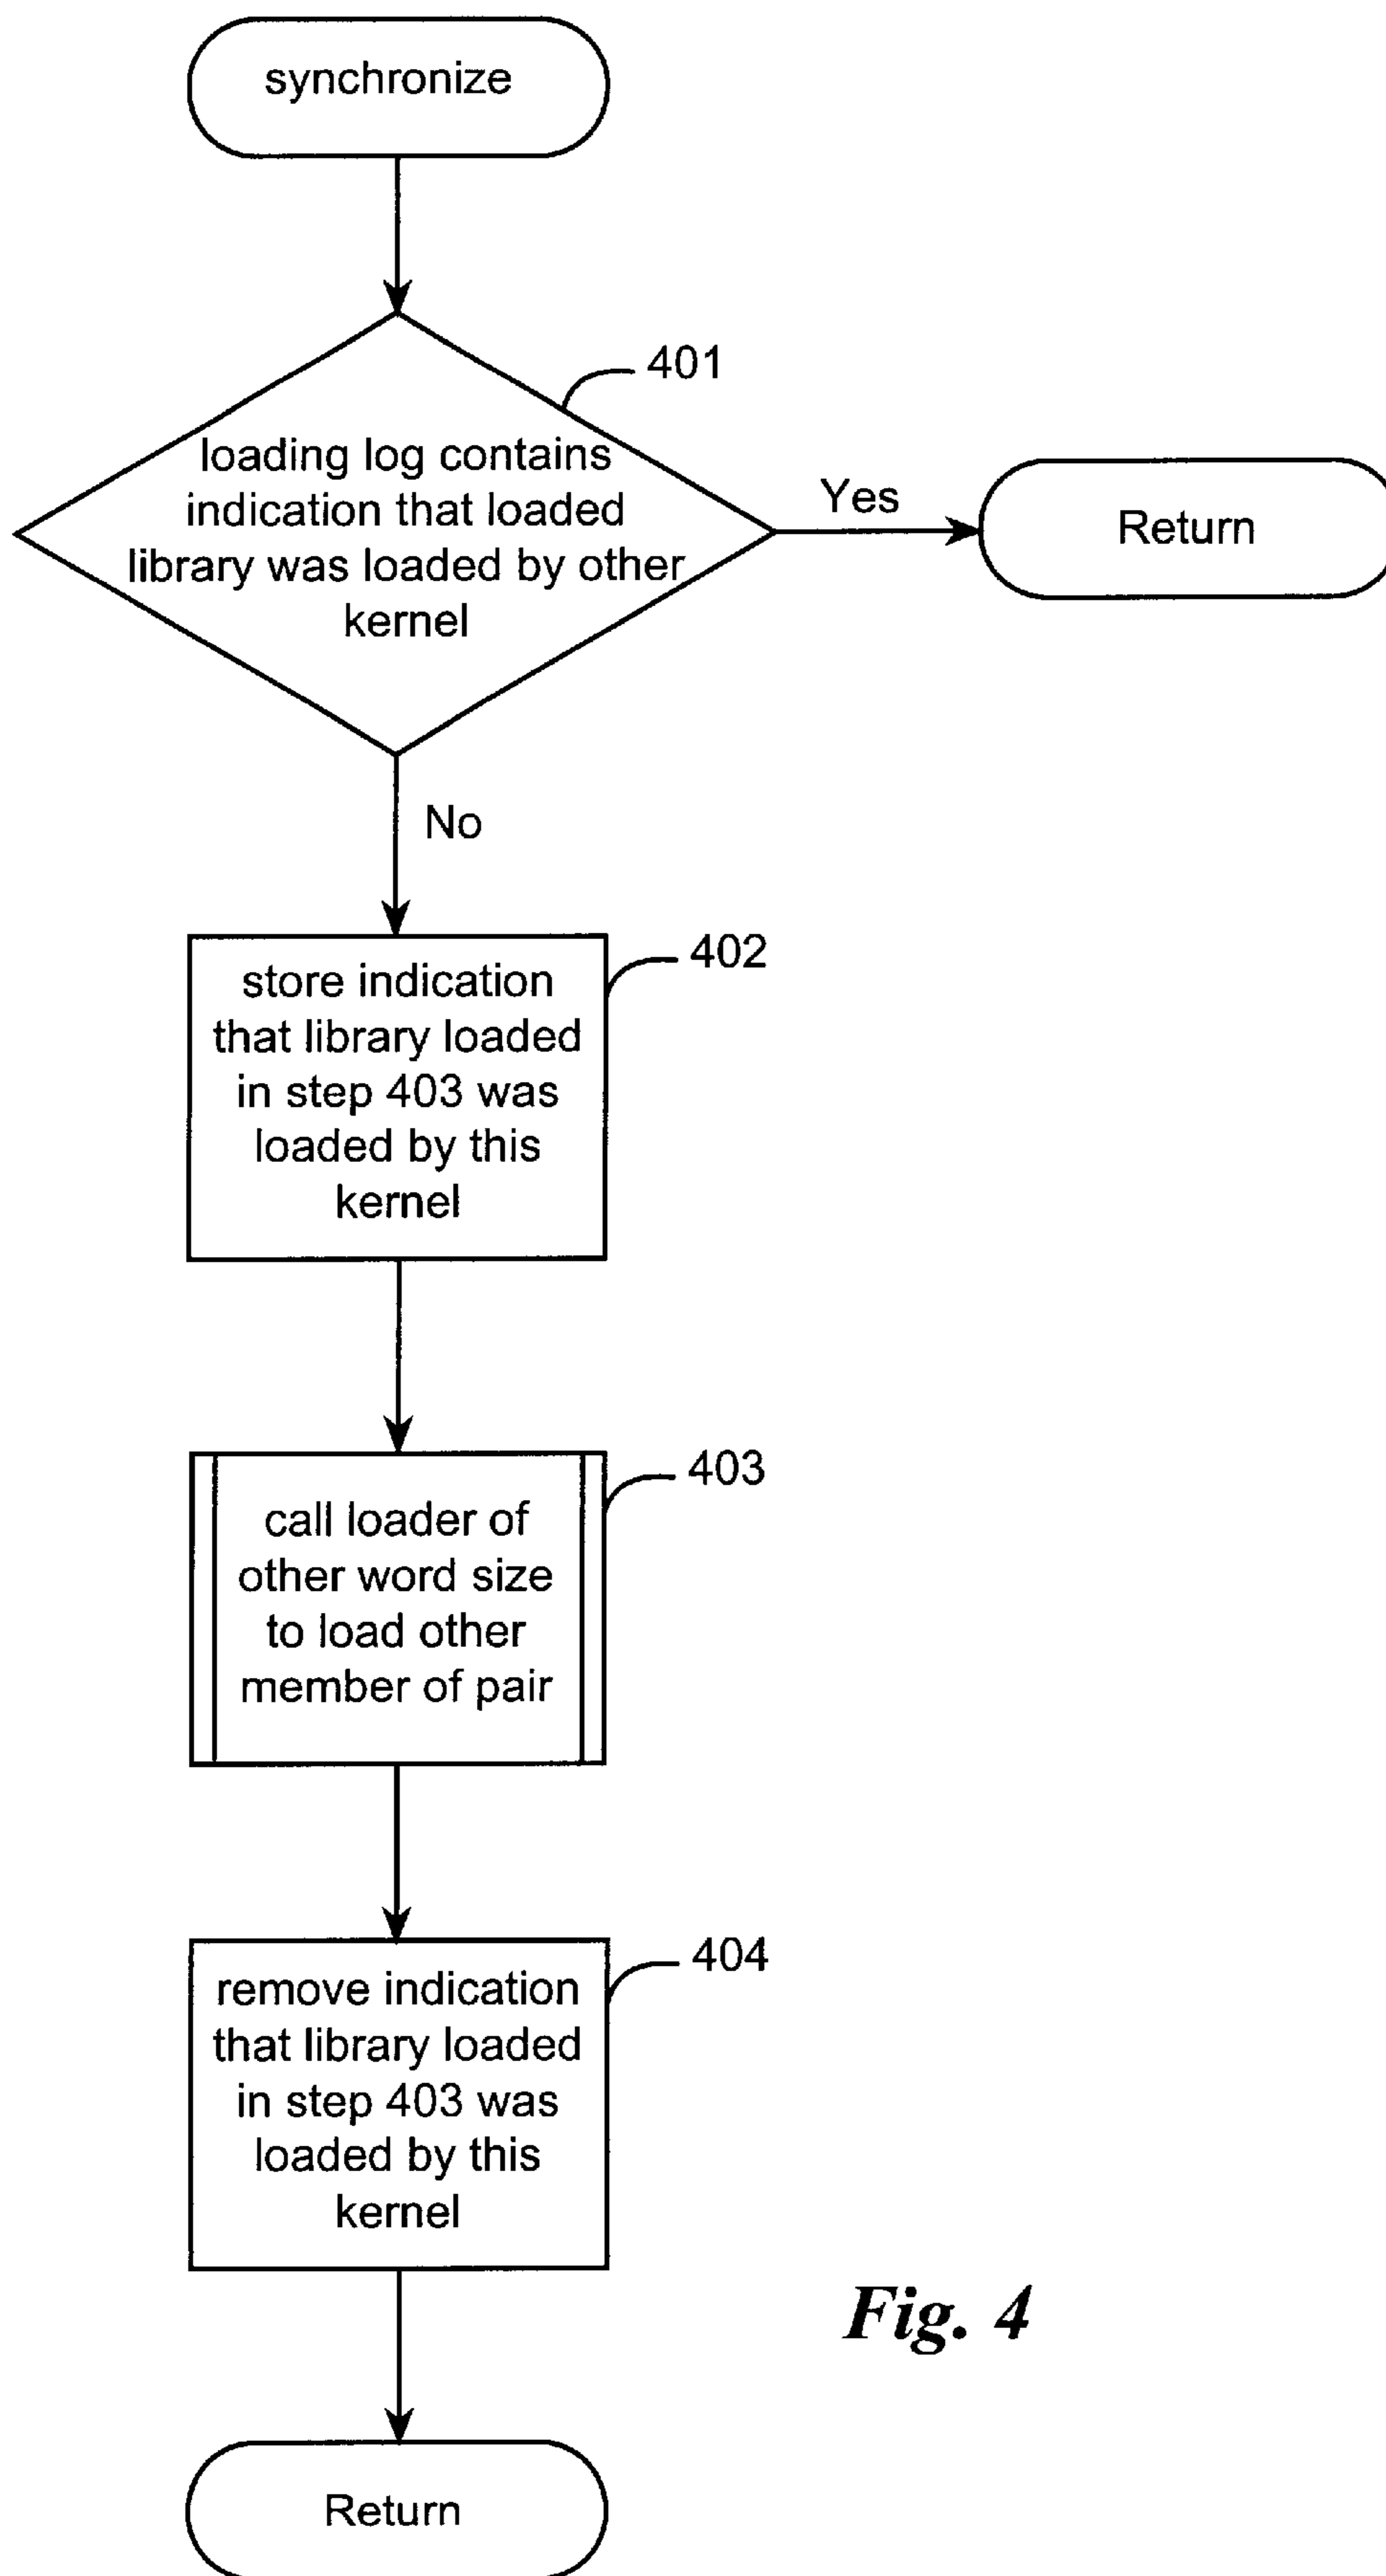 synchronize
401
loading log contains
indication that loaded
library was loaded by other
kernel
Yes
Return
No
402
store indication
that library loaded
in step 403 was
loaded by this
kernel
403
call loader of
other word size
to load other
member of pair
404
remove indication
that library loaded
in step 403 was
loaded by this
kernel
Fig. 4
Return